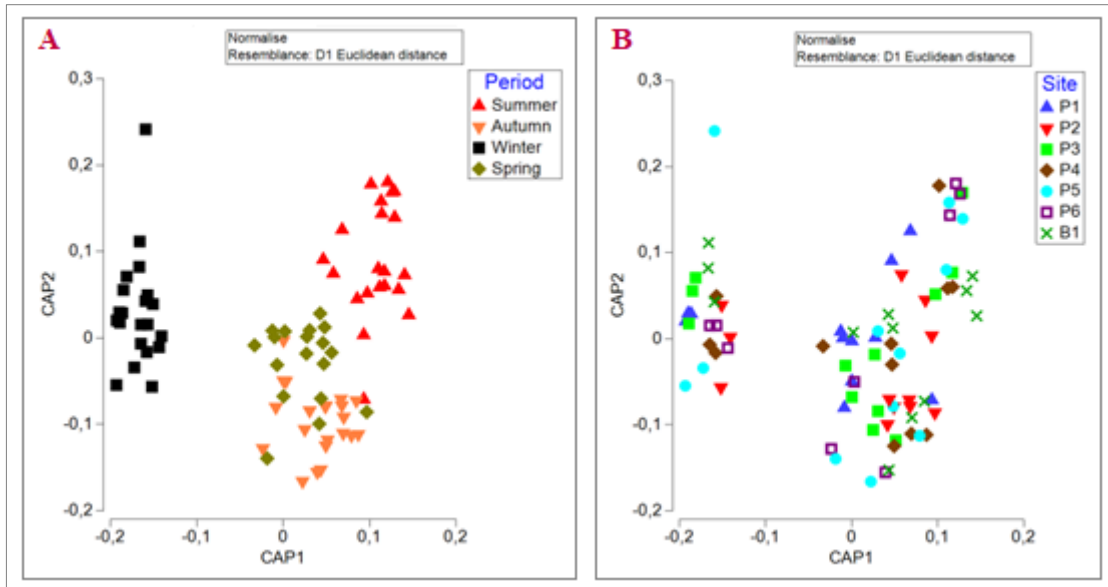 A
Normalise
Resemblance: D1 Euclidean distance
Period
Summer
Autumn
Winter
Spring
0,3
0,2
0,1
0
-0,1
-0,2
CAP2
-0,2 -0,1 0 0,1 0,2
CAP1
B
Normalise
Resemblance: D1 Euclidean distance
Site
P1
P2
P3
P4
P5
P6
B1
0,3
0,2
0,1
0
-0,1
-0,2
CAP2
-0,2 -0,1 0 0,1 0,2
CAP1